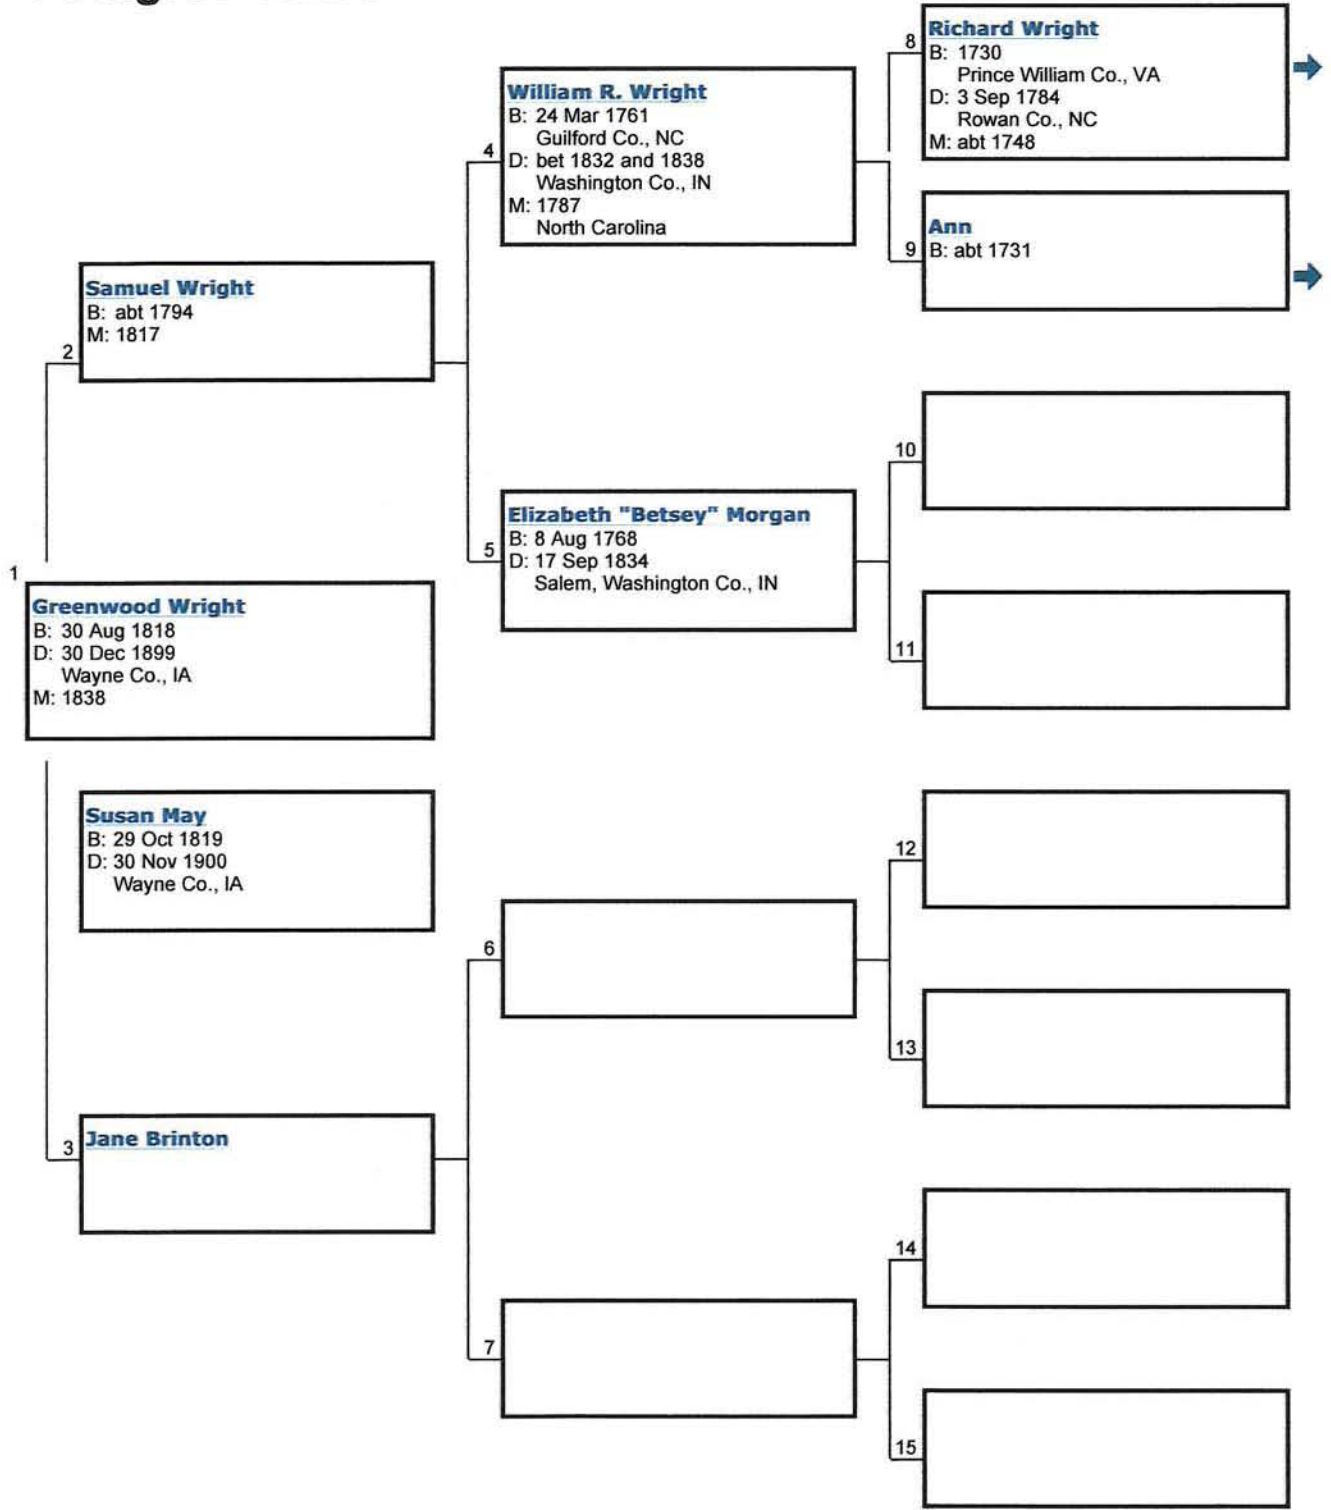 8
Richard Wright
B: 1730
Prince William Co., VA
D: 3 Sep 1784
Rowan Co., NC
M: abt 1748
4
William R. Wright
B: 24 Mar 1761
Guilford Co., NC
D: bet 1832 and 1838
Washington Co., IN
M: 1787
North Carolina
9
Ann
B: abt 1731
2
Samuel Wright
B: abt 1794
M: 1817
10
5
Elizabeth "Betsey" Morgan
B: 8 Aug 1768
D: 17 Sep 1834
Salem, Washington Co., IN
1
Greenwood Wright
B: 30 Aug 1818
D: 30 Dec 1899
Wayne Co., IA
M: 1838
11
Susan May
B: 29 Oct 1819
D: 30 Nov 1900
Wayne Co., IA
12
6
13
3
Jane Brinton
14
7
15